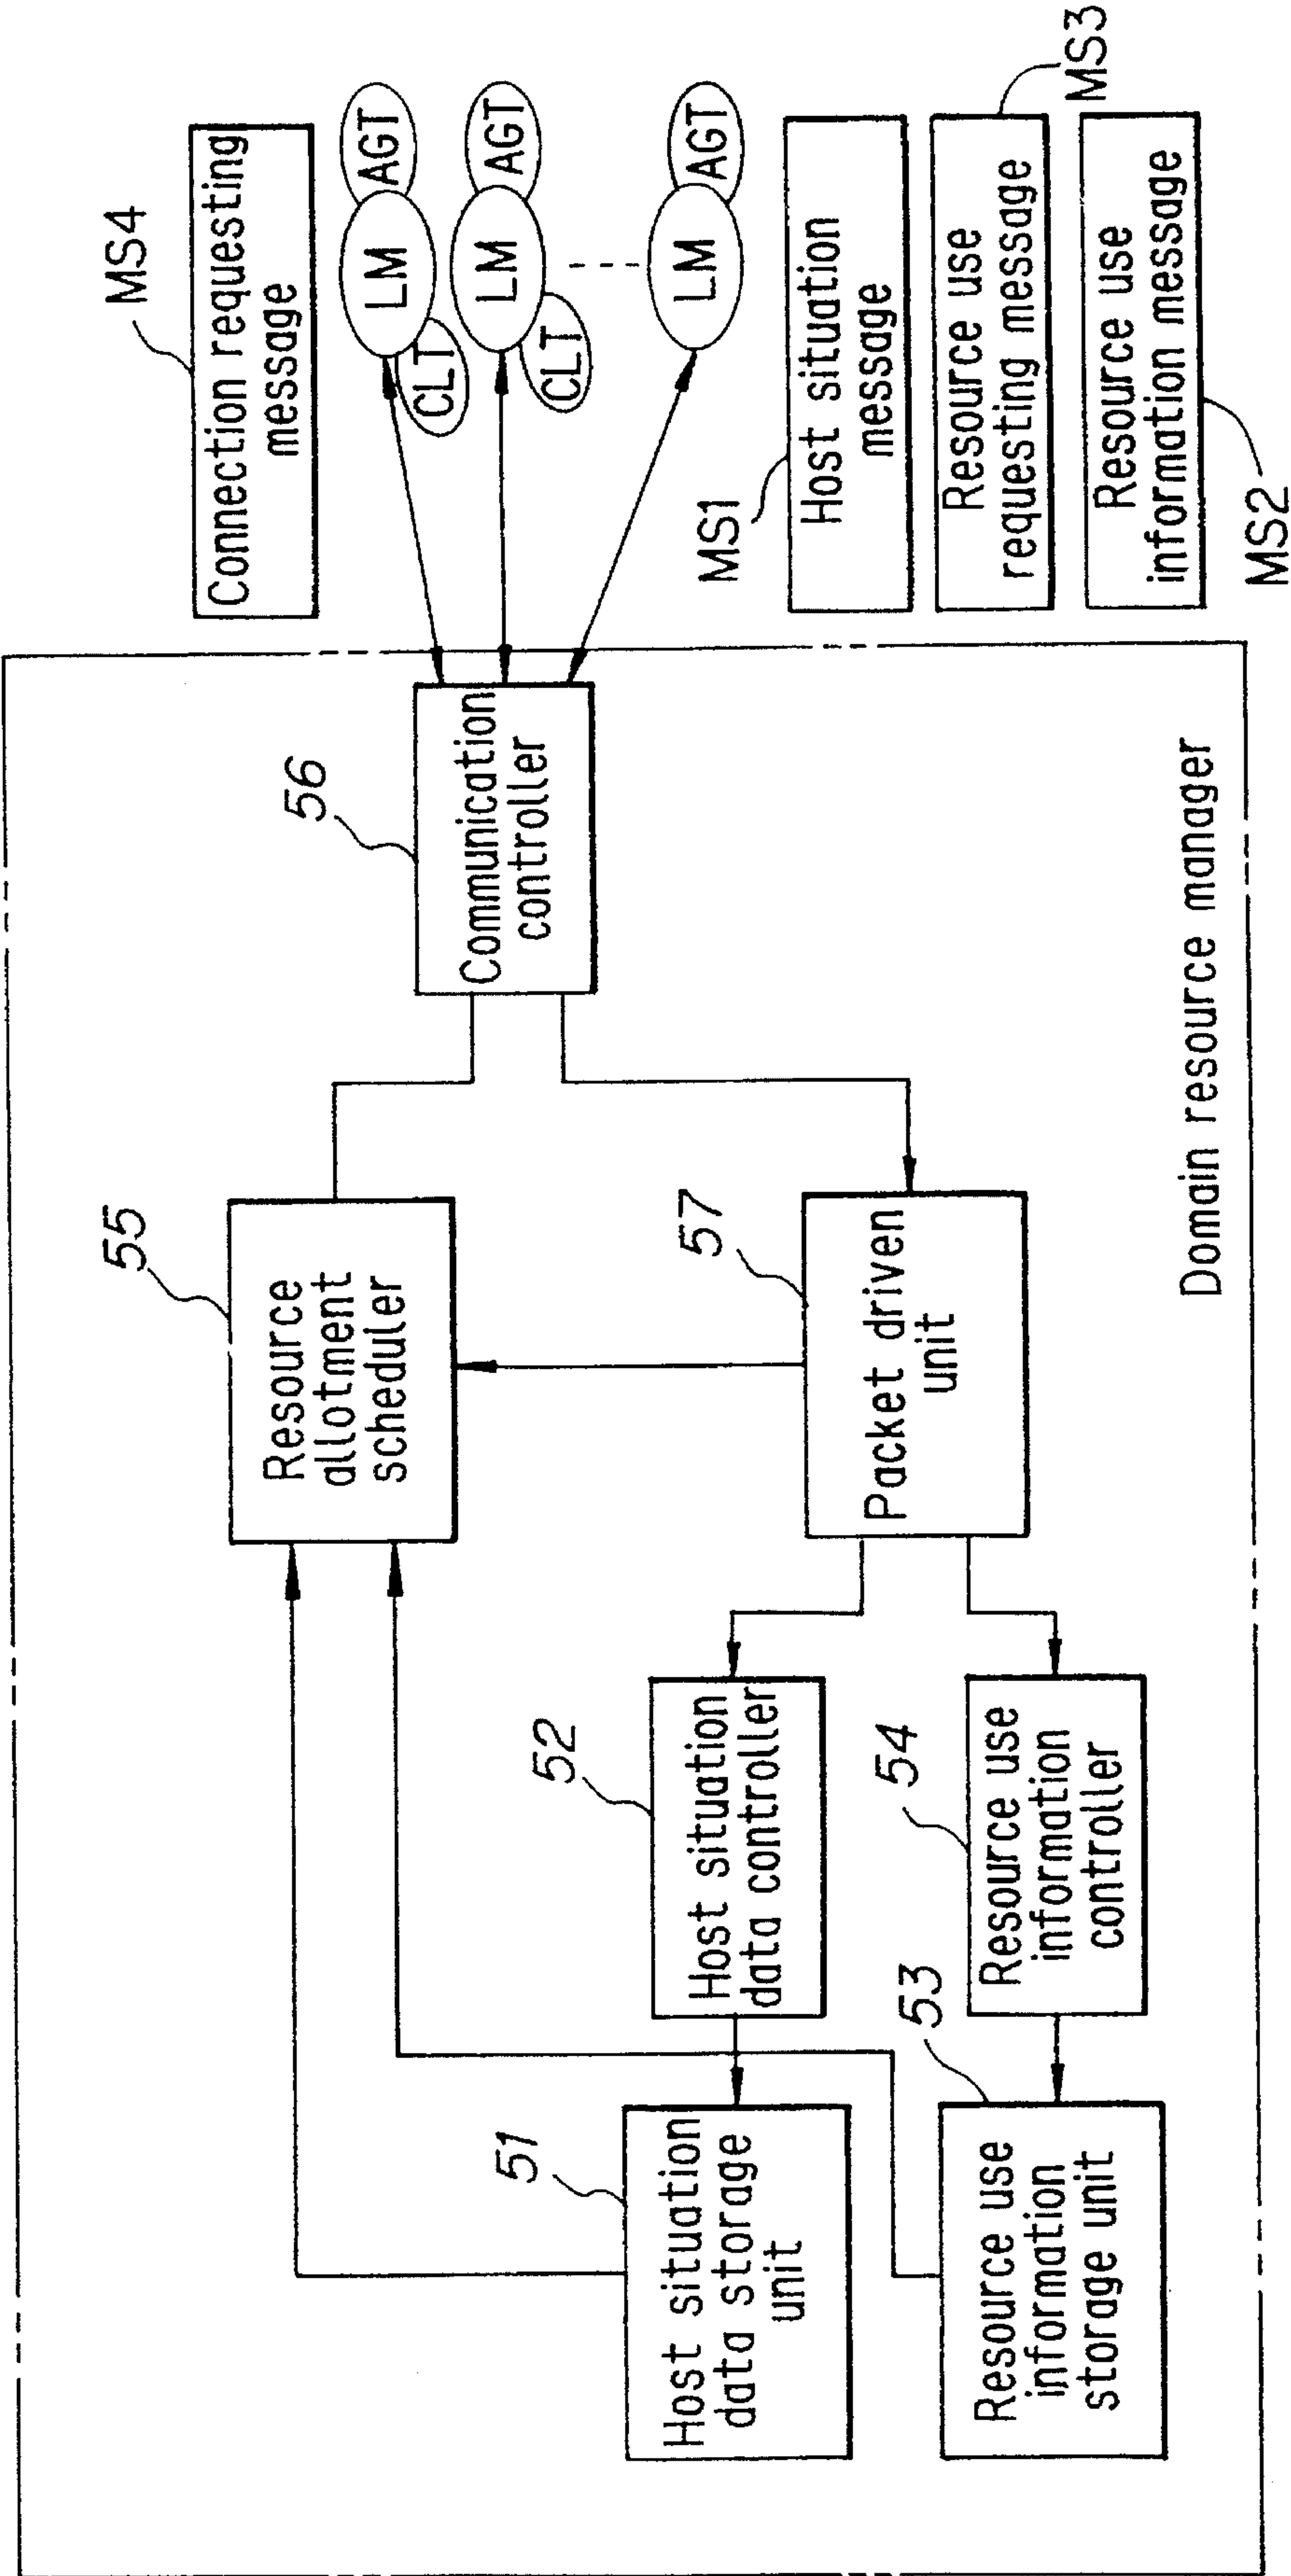 MS4
Connection requesting
message
LM
AGT
CLT
LM
AGT
CLT
LM
AGT
MS1
Host situation
message
Resource use
requesting message
MS3
Resource use
information message
MS2
56
Communication
controller
55
Resource
allotment
scheduler
57
Packet driven
unit
52
Host situation
data controller
54
Resource use
information
controller
51
Host situation
data storage
unit
53
Resource use
information
storage unit
Domain resource manager